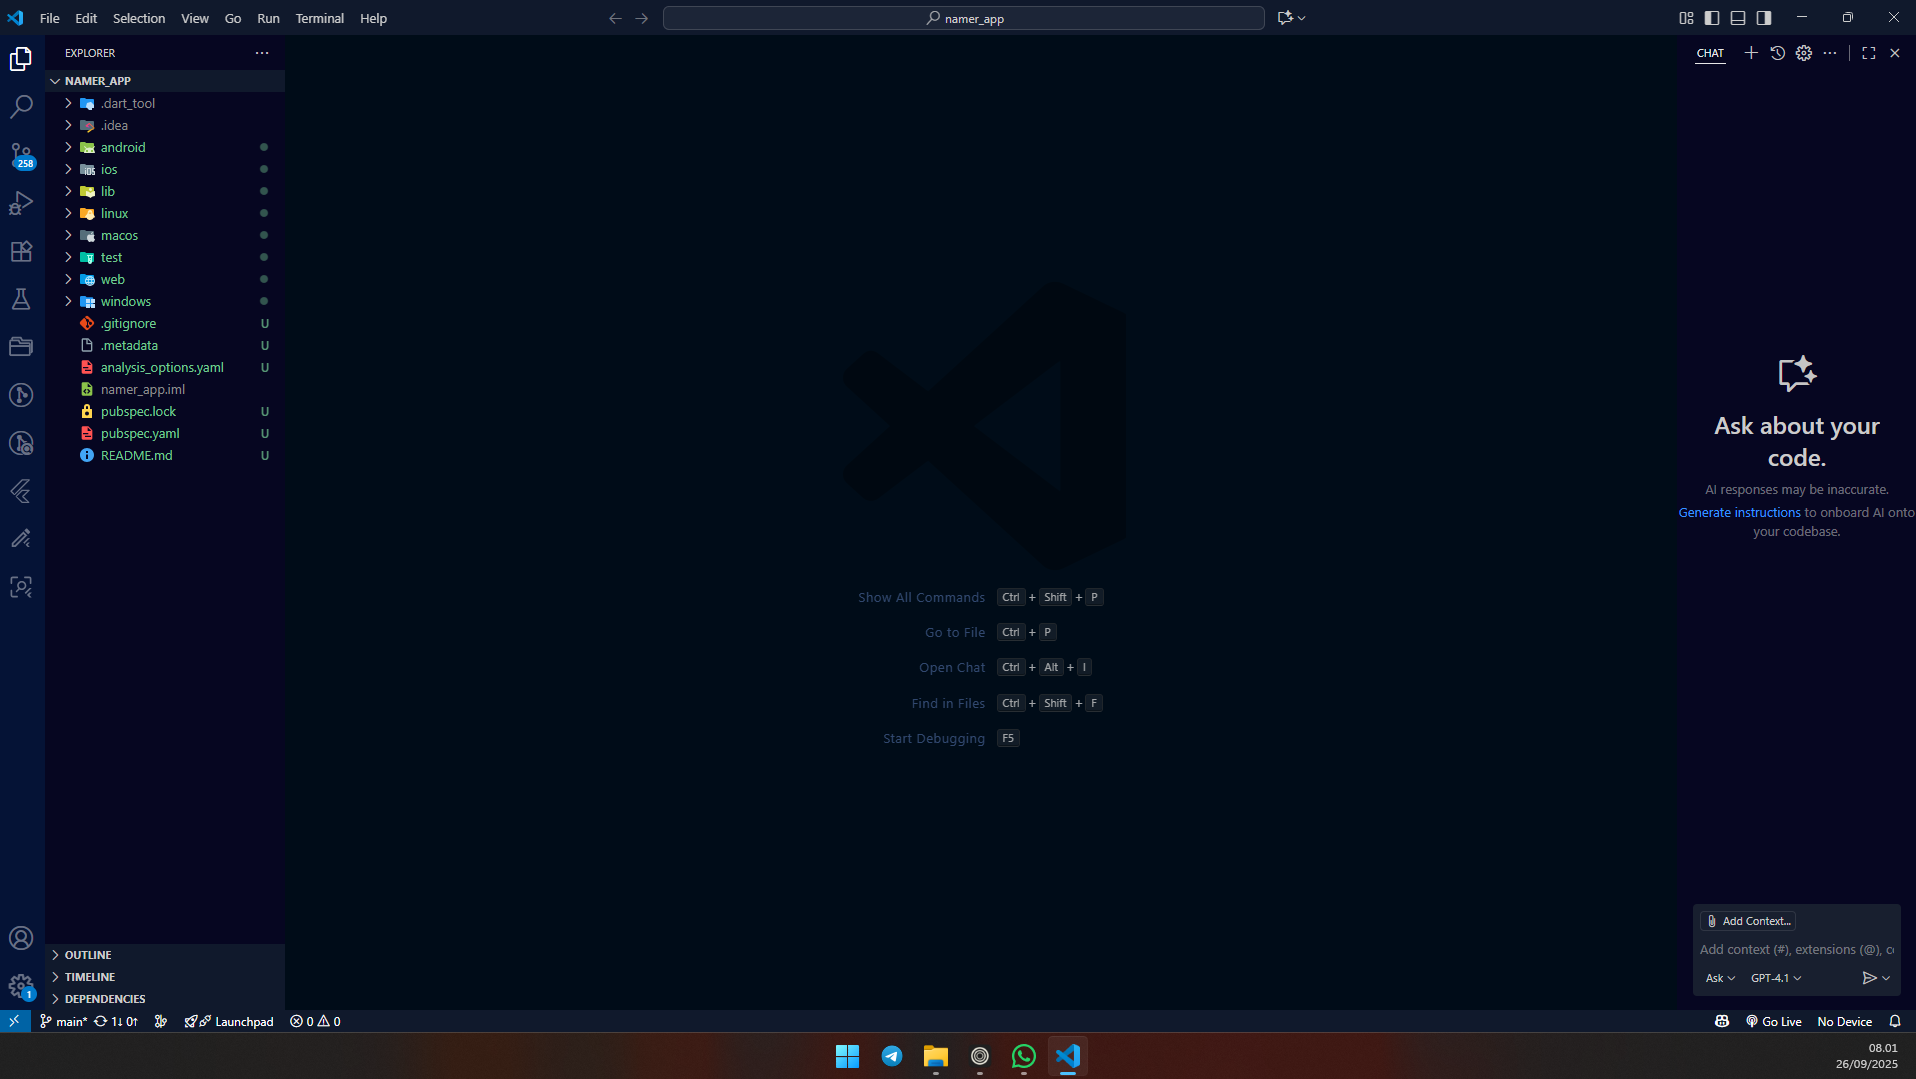 File Edit Selection View Go Run Terminal Help
namer_app
EXPLORER
NAMER_APP
.dart_tool
.idea
android
ios
lib
linux
macos
test
web
windows
.gitignore U
.metadata U
analysis_options.yaml U
namer_app.iml
pubspec.lock U
pubspec.yaml U
README.md U
258
OUTLINE
TIMELINE
DEPENDENCIES
1
Show All Commands Ctrl + Shift + P
Go to File Ctrl + P
Open Chat Ctrl + Alt + I
Find in Files Ctrl + Shift + F
Start Debugging F5
CHAT
Ask about your
code.
AI responses may be inaccurate.
Generate instructions to onboard AI onto
your codebase.
Add Context...
Add context (#), extensions (@), c
Ask GPT-4.1
main* 1↓ 0↑ Launchpad 0 0
Go Live No Device
08.01
26/09/2025